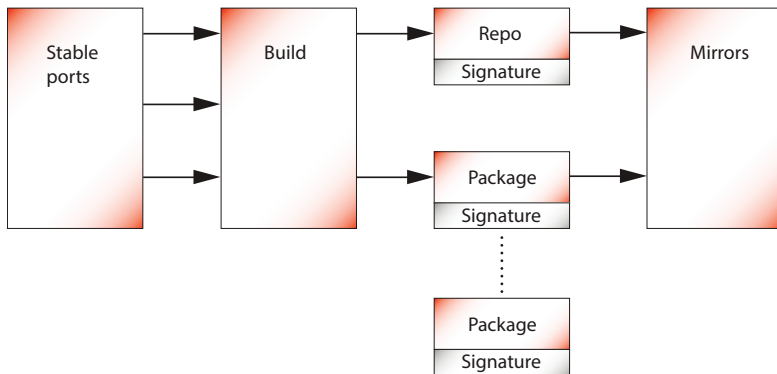 Stable
ports
Build
Repo
Signature
Mirrors
Package
Signature
Package
Signature